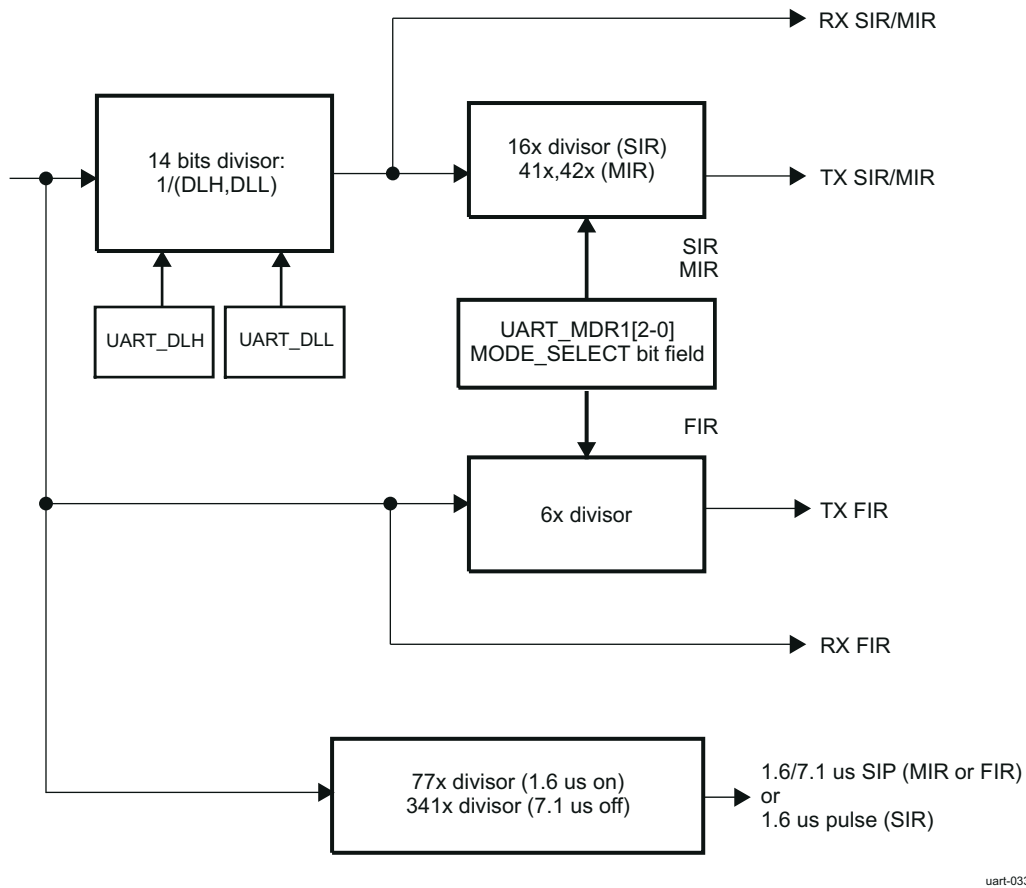 RX SIR/MIR
14 bits divisor:
1/(DLH,DLL)
16x divisor (SIR)
41x,42x (MIR)
TX SIR/MIR
SIR
MIR
UART_DLH
UART_DLL
UART_MDR1[2-0]
MODE_SELECT bit field
FIR
6x divisor
TX FIR
RX FIR
77x divisor (1.6 us on)
341x divisor (7.1 us off)
1.6/7.1 us SIP (MIR or FIR)
or
1.6 us pulse (SIR)
uart-033